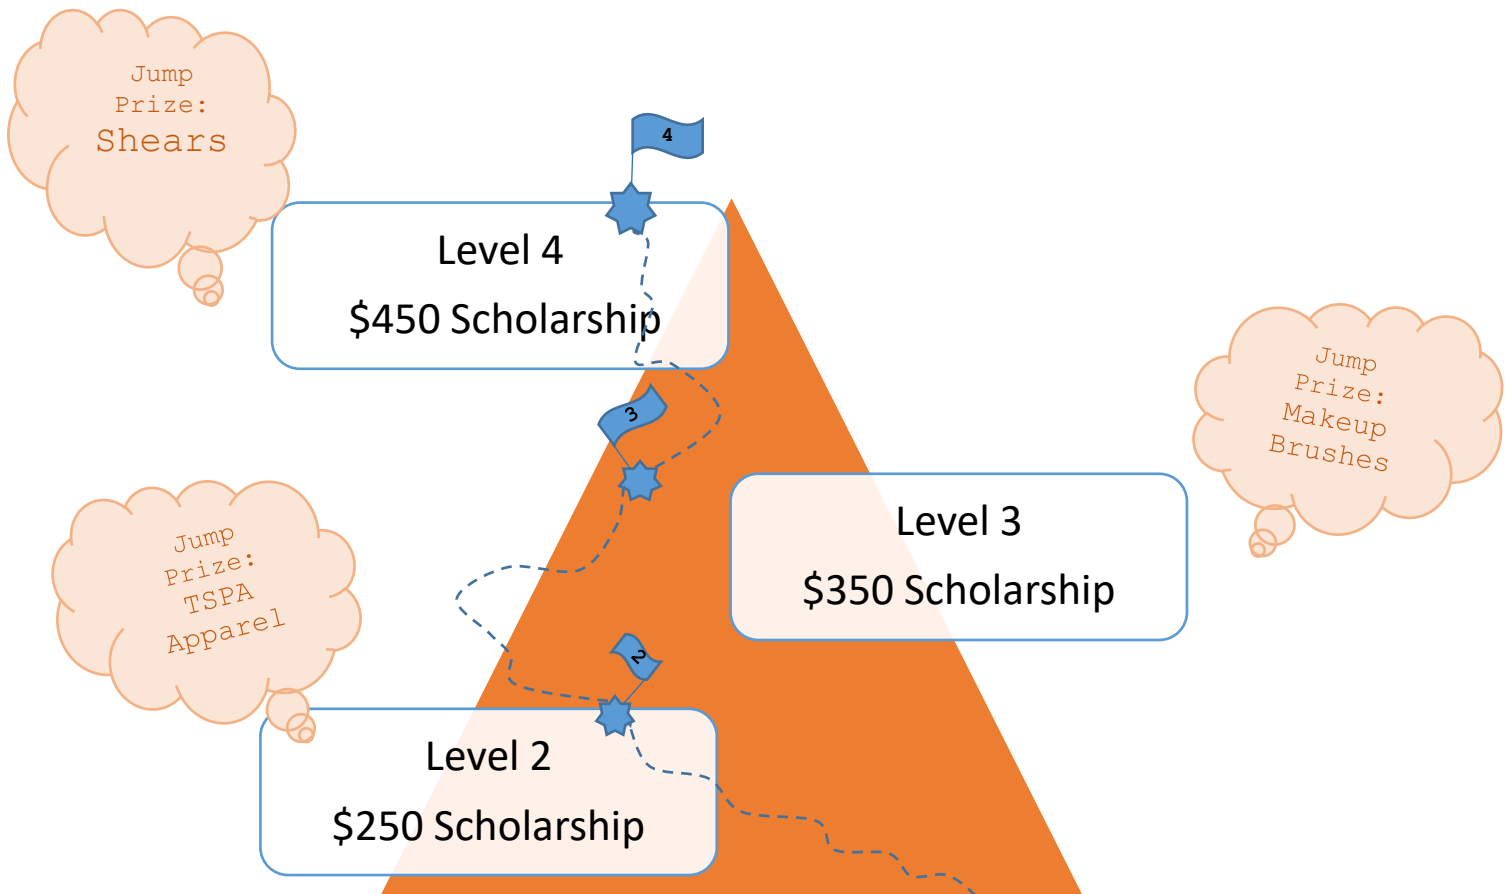 Jump
Prize:
Shears
4
Level 4
$450 Scholarship
Jump
Prize:
Makeup
Brushes
3
Level 3
$350 Scholarship
Jump
Prize:
TSPA
Apparel
2
Level 2
$250 Scholarship